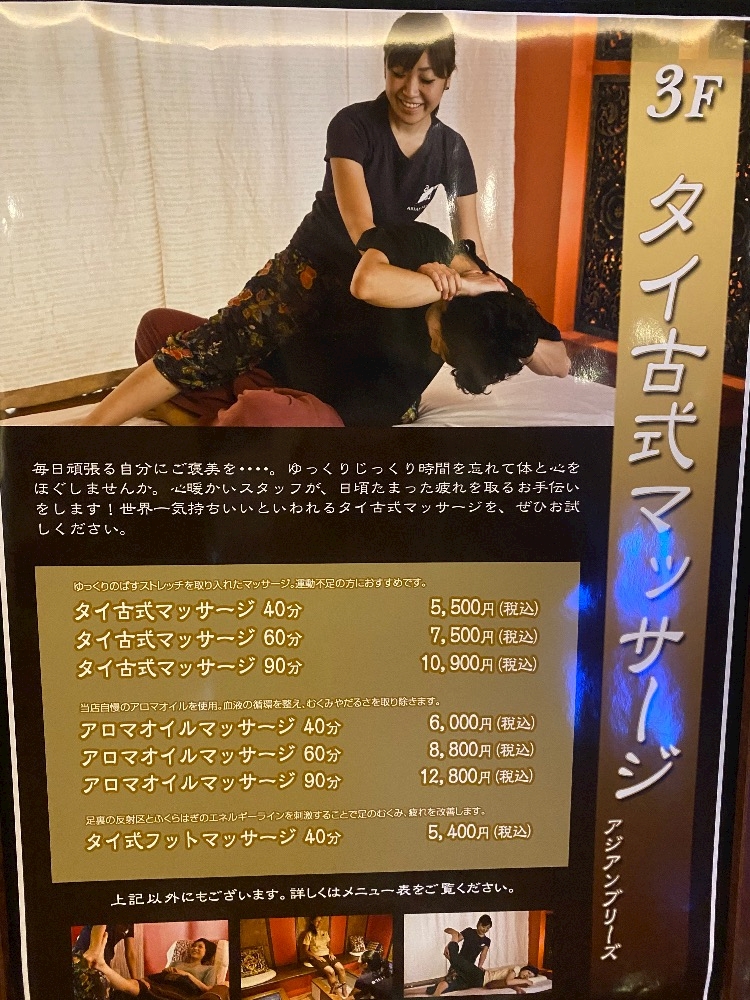 3F
タイ古式マッサージ
アジアンブリーズ
毎日頑張る自分にご褒美を‥‥。ゆっくりじっくり時間を忘れて体と心を
ほぐしませんか。心暖かいスタッフが、日頃たまった疲れを取るお手伝い
をします！世界一気持ちいいといわれるタイ古式マッサージを、ぜひお試
しください。
ゆっくりのばすストレッチを取り入れたマッサージ。運動不足の方におすすめです。
タイ古式マッサージ 40分 5,500円(税込)
タイ古式マッサージ 60分 7,500円(税込)
タイ古式マッサージ 90分 10,900円(税込)
当店自慢のアロマオイルを使用。血液の循環を整え、むくみやだるさを取り除きます。
アロマオイルマッサージ 40分 6,000円(税込)
アロマオイルマッサージ 60分 8,800円(税込)
アロマオイルマッサージ 90分 12,800円(税込)
足裏の反射区とふくらはぎのエネルギーラインを刺激することで足のむくみ、疲れを改善します。
タイ式フットマッサージ 40分 5,400円(税込)
上記以外にもございます。詳しくはメニュー表をご覧ください。